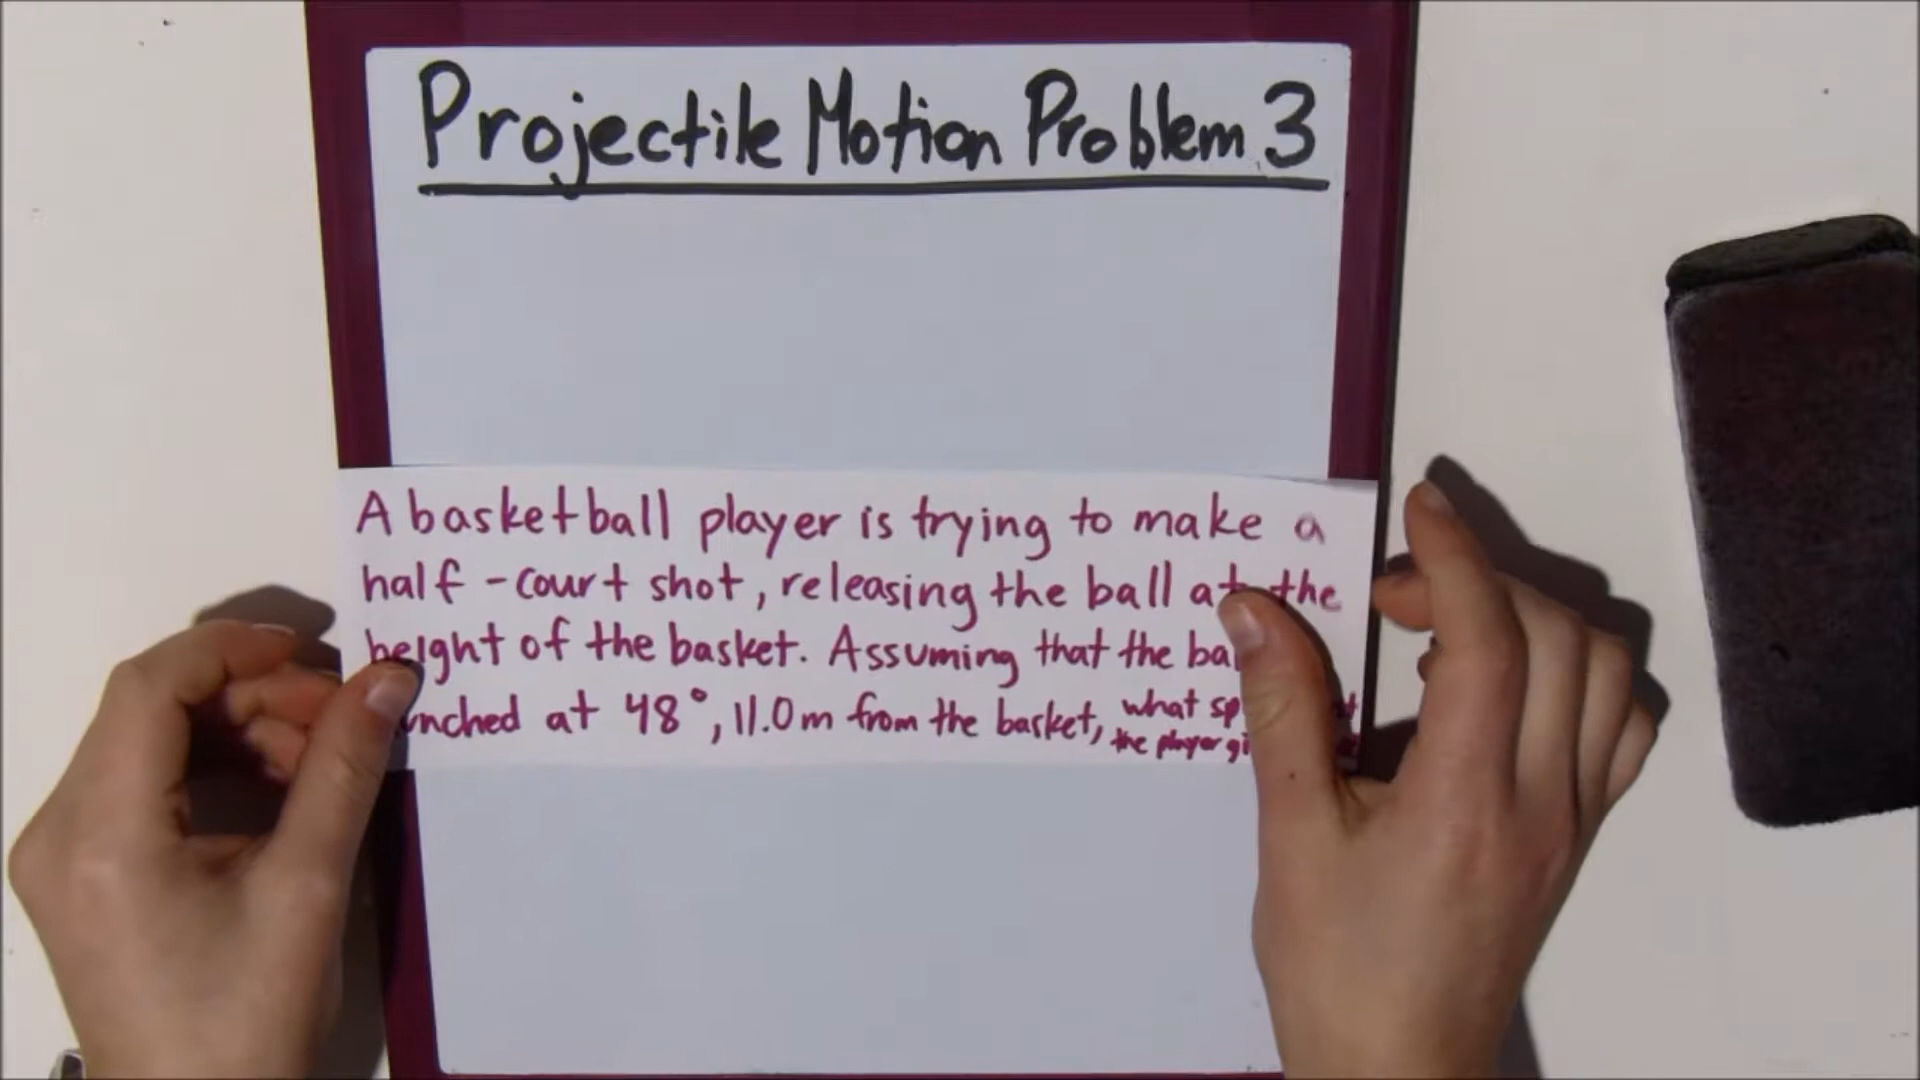 Projectile Motion Problem 3
A basketball player is trying to make a
half-court shot, releasing the ball at the
height of the basket. Assuming that the
at 48°, 11.0m from the basket, what
the player